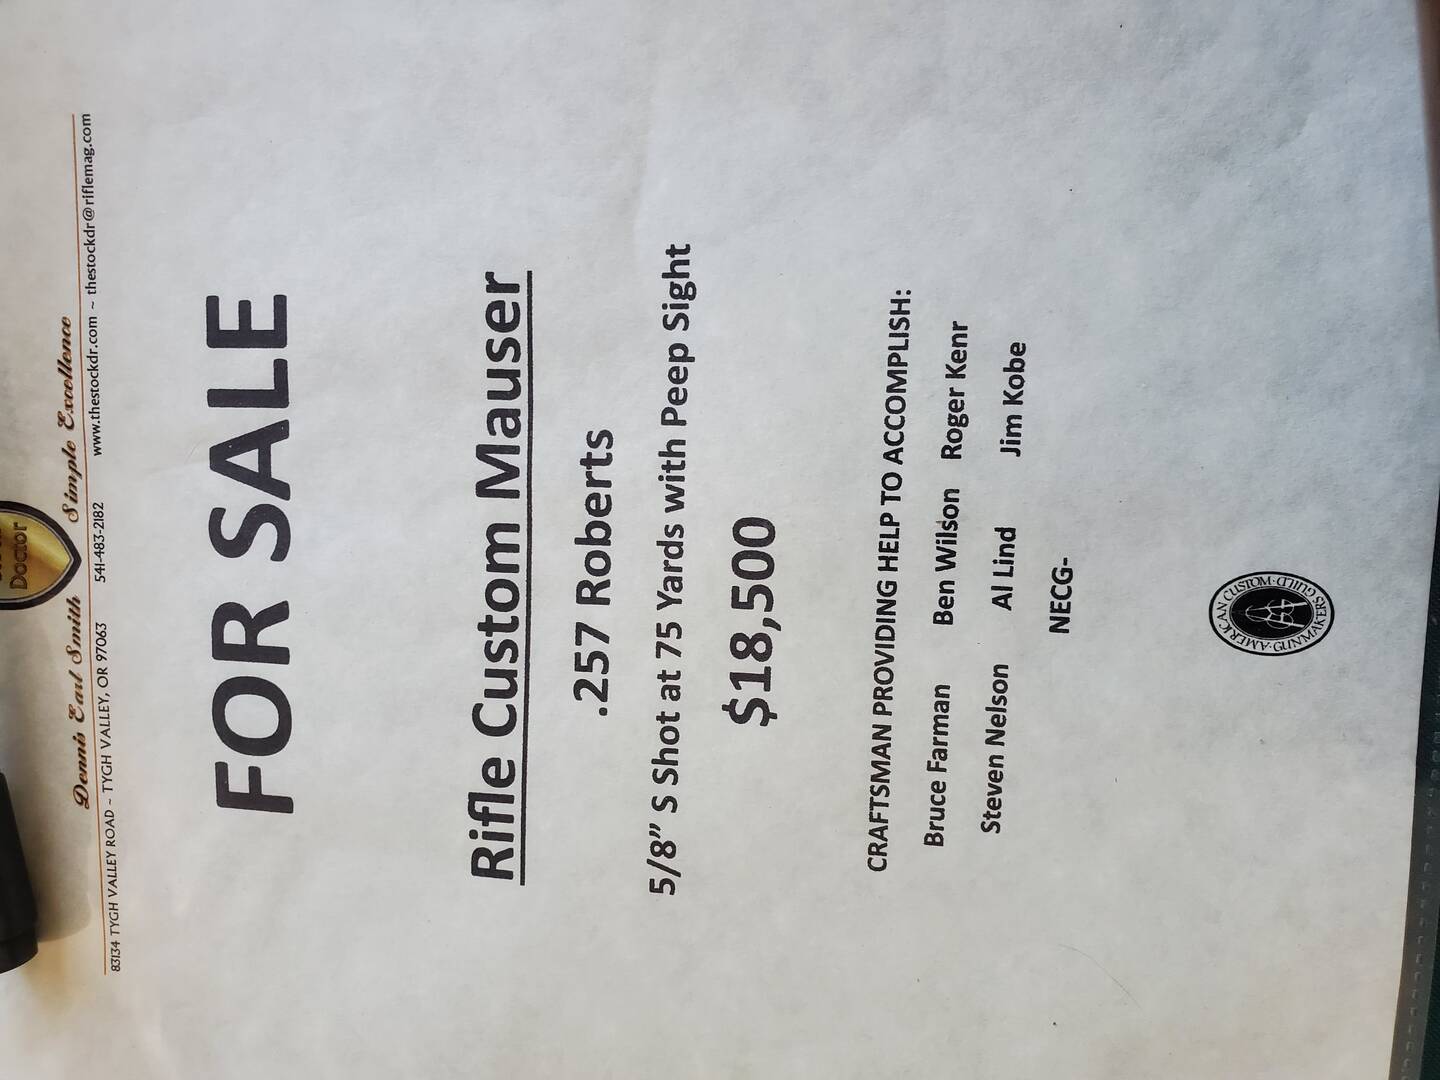 Doctor
Dennis Earl Smith Simple Excellence
83134 TYGH VALLEY ROAD ~ TYGH VALLEY, OR 97063 541-483-2182 www.thestockdr.com ~ thestockdr@riflemag.com
FOR SALE
Rifle Custom Mauser
.257 Roberts
5/8” S Shot at 75 Yards with Peep Sight
$18,500
CRAFTSMAN PROVIDING HELP TO ACCOMPLISH:
Bruce Farman Ben Wilson Roger Kenr
Steven Nelson Al Lind Jim Kobe
NECG-
AMERICAN CUSTOM GUNMAKERS GUILD